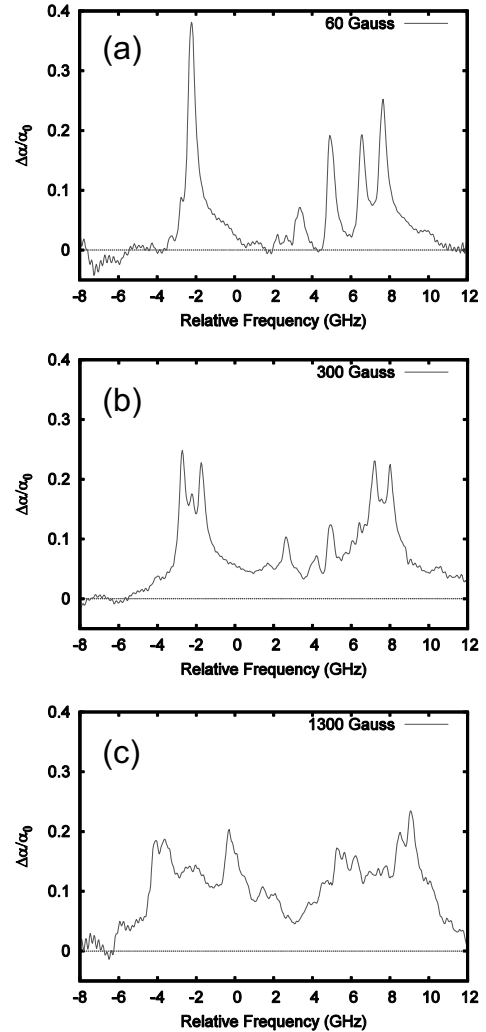 (a)
60 Gauss
0.4
0.3
0.2
0.1
0
Δα/α0
-8 -6 -4 -2 0 2 4 6 8 10 12
Relative Frequency (GHz)
(b)
300 Gauss
0.4
0.3
0.2
0.1
0
Δα/α0
-8 -6 -4 -2 0 2 4 6 8 10 12
Relative Frequency (GHz)
(c)
1300 Gauss
0.4
0.3
0.2
0.1
0
Δα/α0
-8 -6 -4 -2 0 2 4 6 8 10 12
Relative Frequency (GHz)